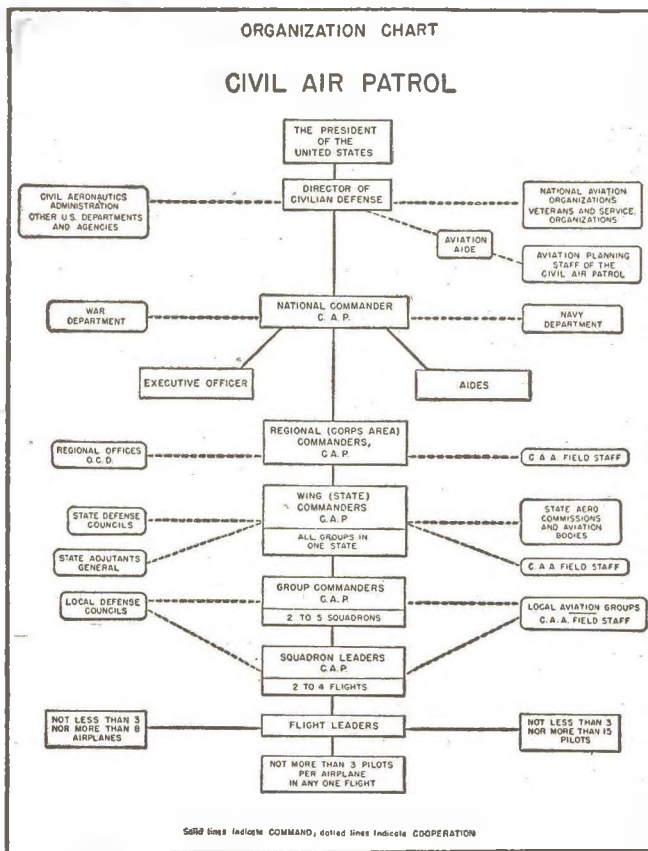 ORGANIZATION CHART
CIVIL AIR PATROL
THE PRESIDENT
OF THE
UNITED STATES
CIVIL AERONAUTICS
ADMINISTRATION
OTHER U.S. DEPARTMENTS
AND AGENCIES
DIRECTOR OF
CIVILIAN DEFENSE
NATIONAL AVIATION
ORGANIZATIONS
VETERANS AND SERVICE
ORGANIZATIONS
AVIATION
AIDE
AVIATION PLANNING
STAFF OF THE
CIVIL AIR PATROL
WAR
DEPARTMENT
NATIONAL COMMANDER
C. A. P.
NAVY
DEPARTMENT
EXECUTIVE OFFICER
AIDES
REGIONAL OFFICES
O.C.D.
REGIONAL (CORPS AREA)
COMMANDERS,
C.A.P.
C.A.A. FIELD STAFF
STATE DEFENSE
COUNCILS
STATE ADJUTANTS
GENERAL
WING (STATE)
COMMANDERS
C.A.P
ALL GROUPS IN
ONE STATE
STATE AERO
COMMISSIONS
AND AVIATION
BODIES
C.A.A. FIELD STAFF
LOCAL DEFENSE
COUNCILS
GROUP COMMANDERS
C.A.P.
2 TO 5 SQUADRONS
LOCAL AVIATION GROUPS
C.A.A. FIELD STAFF
SQUADRON LEADERS
C.A.P.
2 TO 4 FLIGHTS
NOT LESS THAN 3
NOR MORE THAN 8
AIRPLANES
FLIGHT LEADERS
NOT LESS THAN 3
NOR MORE THAN 15
PILOTS
NOT MORE THAN 3 PILOTS
PER AIRPLANE
IN ANY ONE FLIGHT
Solid lines indicate COMMAND; dotted lines indicate COOPERATION